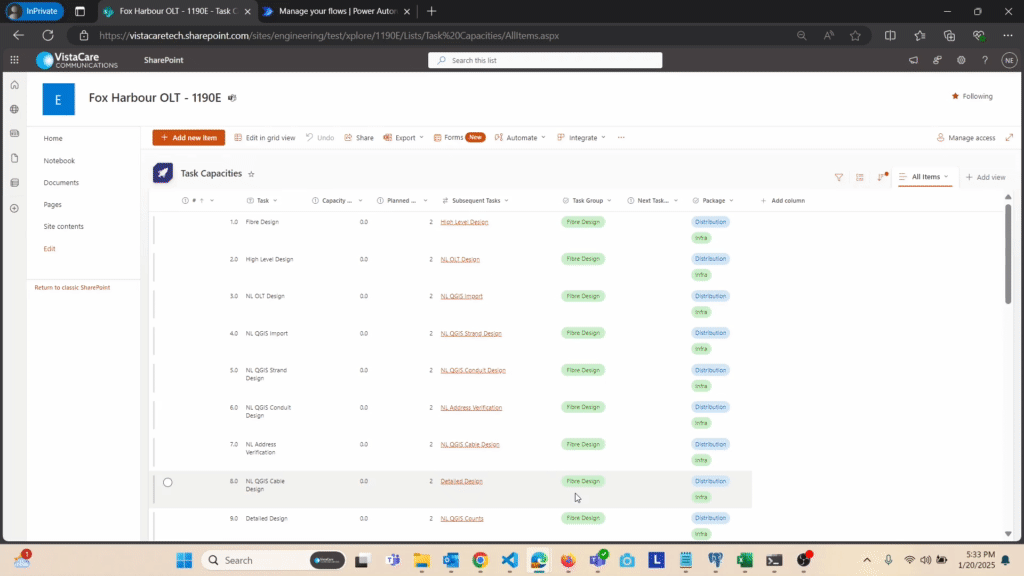 InPrivate
Fox Harbour OLT - 1190E - Task C
Manage your flows | Power Autom
https://vistacaretech.sharepoint.com/sites/engineering/test/xplore/1190E/Lists/Task%20Capacities/AllItems.aspx
VistaCare
COMMUNICATIONS
SharePoint
Search this list
NE
E
Fox Harbour OLT - 1190E
Following
Home
Notebook
Documents
Pages
Site contents
Edit
Return to classic SharePoint
Add new item
Edit in grid view
Undo
Share
Export
Forms
New
Automate
Integrate
Manage access
Task Capacities
All Items
Add view
# Task Capacity ... Planned ... Subsequent Tasks Task Group Next Task... Package Add column
1.0 Fibre Design 0.0 2 High Level Design Fibre Design Distribution
Infra
2.0 High Level Design 0.0 2 NL OLT Design Fibre Design Distribution
Infra
3.0 NL OLT Design 0.0 2 NL QGIS Import Fibre Design Distribution
Infra
4.0 NL QGIS Import 0.0 2 NL QGIS Strand Design Fibre Design Distribution
Infra
5.0 NL QGIS Strand 0.0 2 NL QGIS Conduit Design Fibre Design Distribution
Design Infra
6.0 NL QGIS Conduit 0.0 2 NL Address Verification Fibre Design Distribution
Design Infra
7.0 NL Address 0.0 2 NL QGIS Cable Design Fibre Design Distribution
Verification Infra
8.0 NL QGIS Cable 0.0 2 Detailed Design Fibre Design Distribution
Design Infra
9.0 Detailed Design 0.0 2 NL QGIS Counts Fibre Design Distribution
Infra
1
Search
5:33 PM
1/20/2025